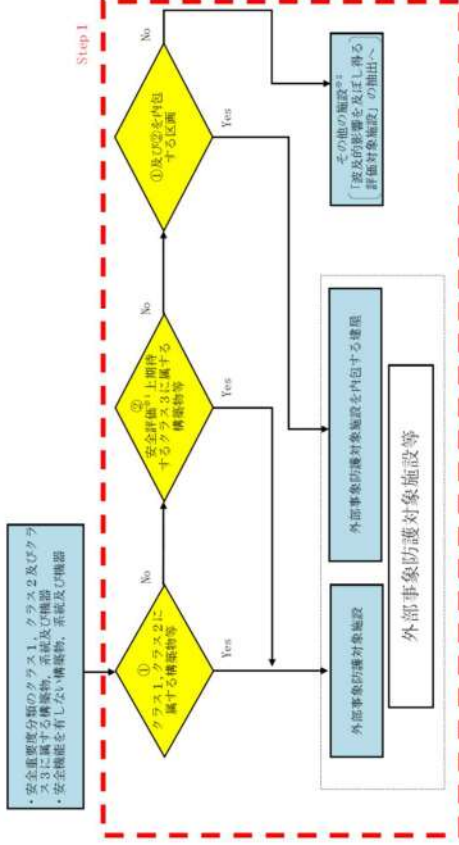 ・安全重要度分類のクラス1，クラス2及びクラ
ス3に属する構築物，系統及び機器
・安全機能を有しない構築物，系統及び機器
Step1
①
クラス1，クラス2に
属する構築物等
No
Yes
②
安全評価※1上期待
するクラス3に属する
構築物等
No
Yes
①及び②を内包
する区画
No
Yes
外部事象防護対象施設
外部事象防護対象施設を内包する建屋
外部事象防護対象施設等
その他の施設※2
「波及的影響を及ぼし得る
評価対象施設」の抽出へ